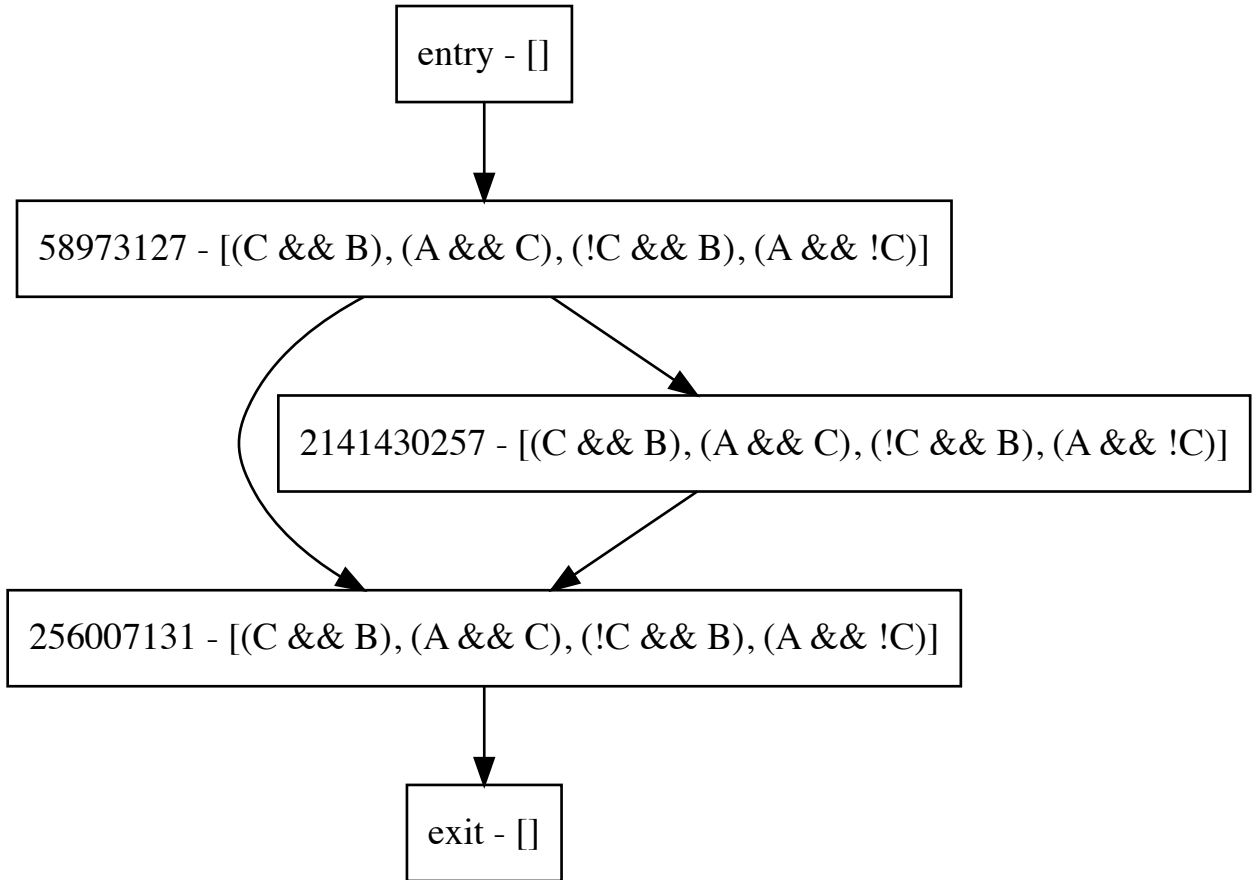 entry - []
58973127 - [(C && B), (A && C), (!C && B), (A && !C)]
2141430257 - [(C && B), (A && C), (!C && B), (A && !C)]
256007131 - [(C && B), (A && C), (!C && B), (A && !C)]
exit - []